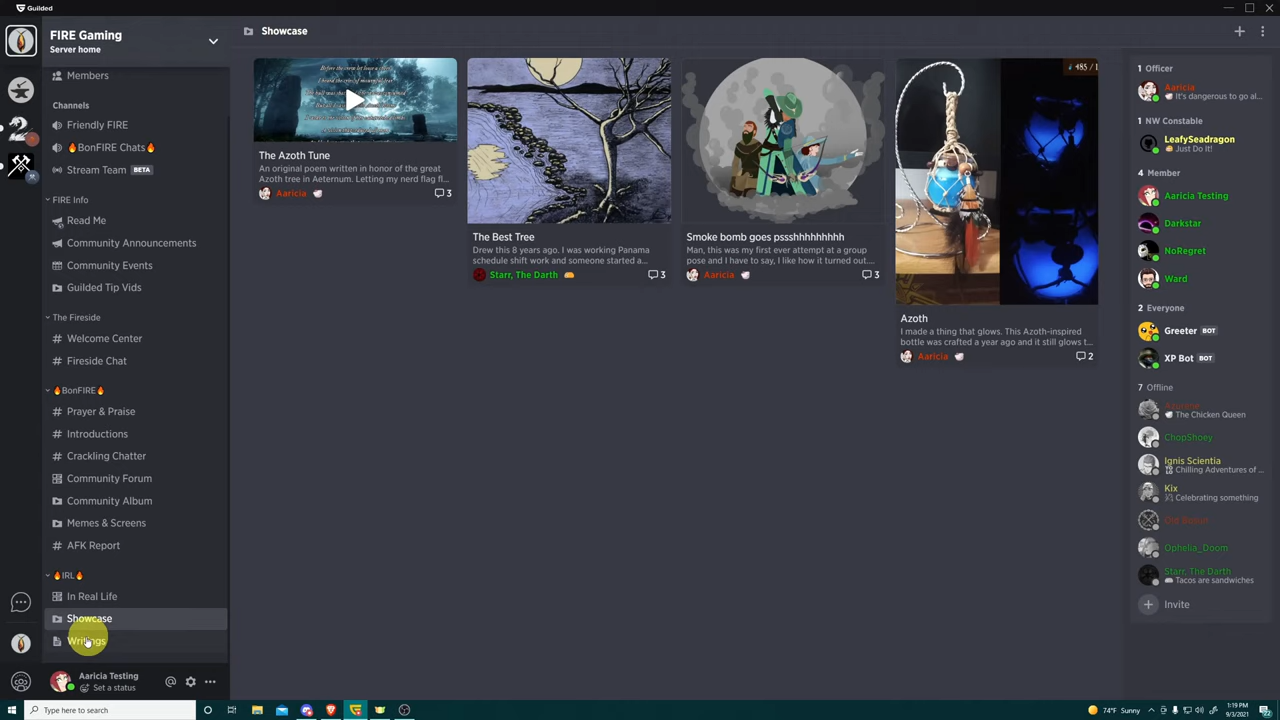 Guilded
FIRE Gaming
Server home
Members
Channels
Friendly FIRE
🔥BonFIRE Chats🔥
Stream Team BETA
FIRE Info
Read Me
Community Announcements
Community Events
Guilded Tip Vids
The Fireside
# Welcome Center
# Fireside Chat
🔥BonFIRE🔥
# Prayer & Praise
# Introductions
# Crackling Chatter
Community Forum
Community Album
Memes & Screens
AFK Report
🔥IRL🔥
In Real Life
Showcase
Writings
Aaricia Testing
Set a status
Showcase
The Azoth Tune
An original poem written in honor of the great
Azoth tree in Aeternum. Letting my nerd flag fl...
Aaricia
3
The Best Tree
Drew this 8 years ago. I was working Panama
schedule shift work and someone started a...
Starr, The Darth
3
Smoke bomb goes psssshhhhhhhhh
Man, this was my first ever attempt at a group
pose and I have to say, I like how it turned out....
Aaricia
3
485 / 1
Azoth
I made a thing that glows. This Azoth-inspired
bottle was crafted a year ago and it still glows t...
Aaricia
2
1 Officer
Aaricia
It's dangerous to go al...
1 NW Constable
LeafySeadragon
Just Do It!
4 Member
Aaricia Testing
Darkstar
NoRegret
Ward
2 Everyone
Greeter BOT
XP Bot BOT
7 Offline
The Chicken Queen
ChopShoey
Ignis Scientia
Chilling Adventures of ...
Kix
Celebrating something
Ophelia_Doom
Starr, The Darth
Tacos are sandwiches
Invite
Type here to search
74°F Sunny
1:19 PM
9/3/2021